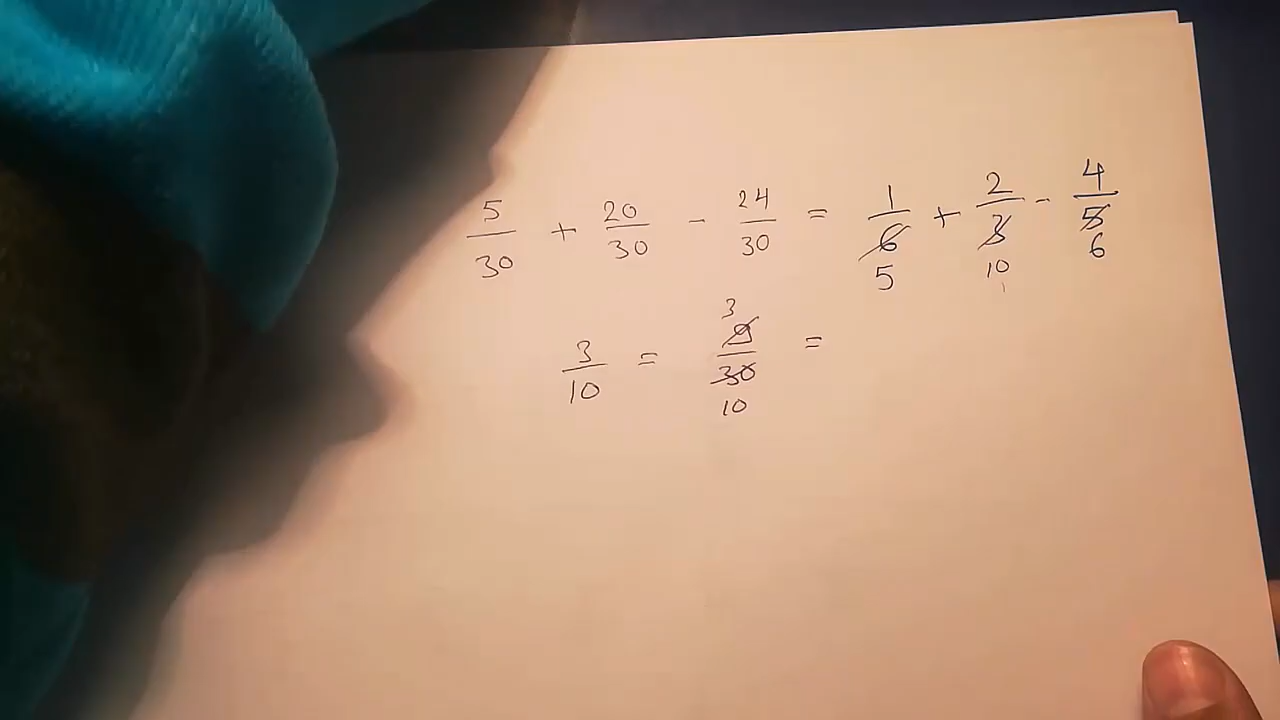 5/30 + 20/30 - 24/30 = 1/6 + 2/3 - 4/5
5 10 6
3/10 = 9/30 =
3 10